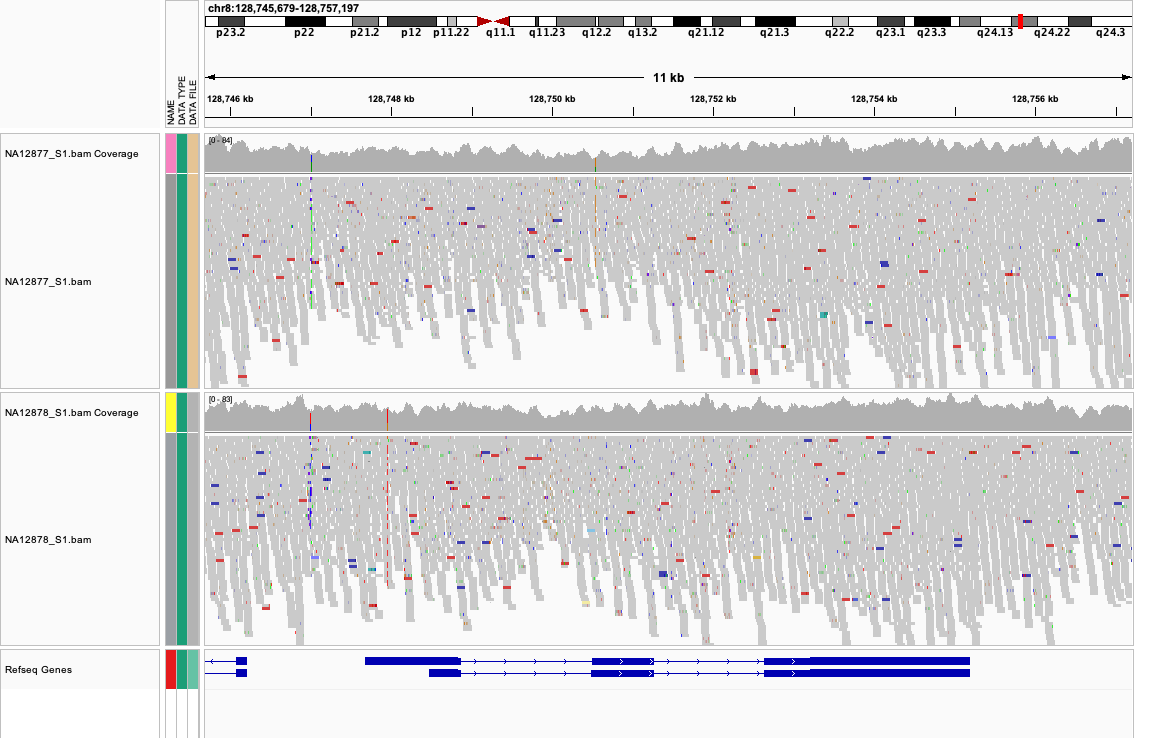 chr8:128,745,679-128,757,197
p23.2 p22 p21.2 p12 p11.22 q11.1 q11.23 q12.2 q13.2 q21.12 q21.3 q22.2 q23.1 q23.3 q24.13 q24.22 q24.3
11 kb
128,746 kb 128,748 kb 128,750 kb 128,752 kb 128,754 kb 128,756 kb
NAME
DATA TYPE
DATA FILE
NA12877_S1.bam Coverage
[0 - 84]
NA12877_S1.bam
NA12878_S1.bam Coverage
[0 - 83]
NA12878_S1.bam
Refseq Genes